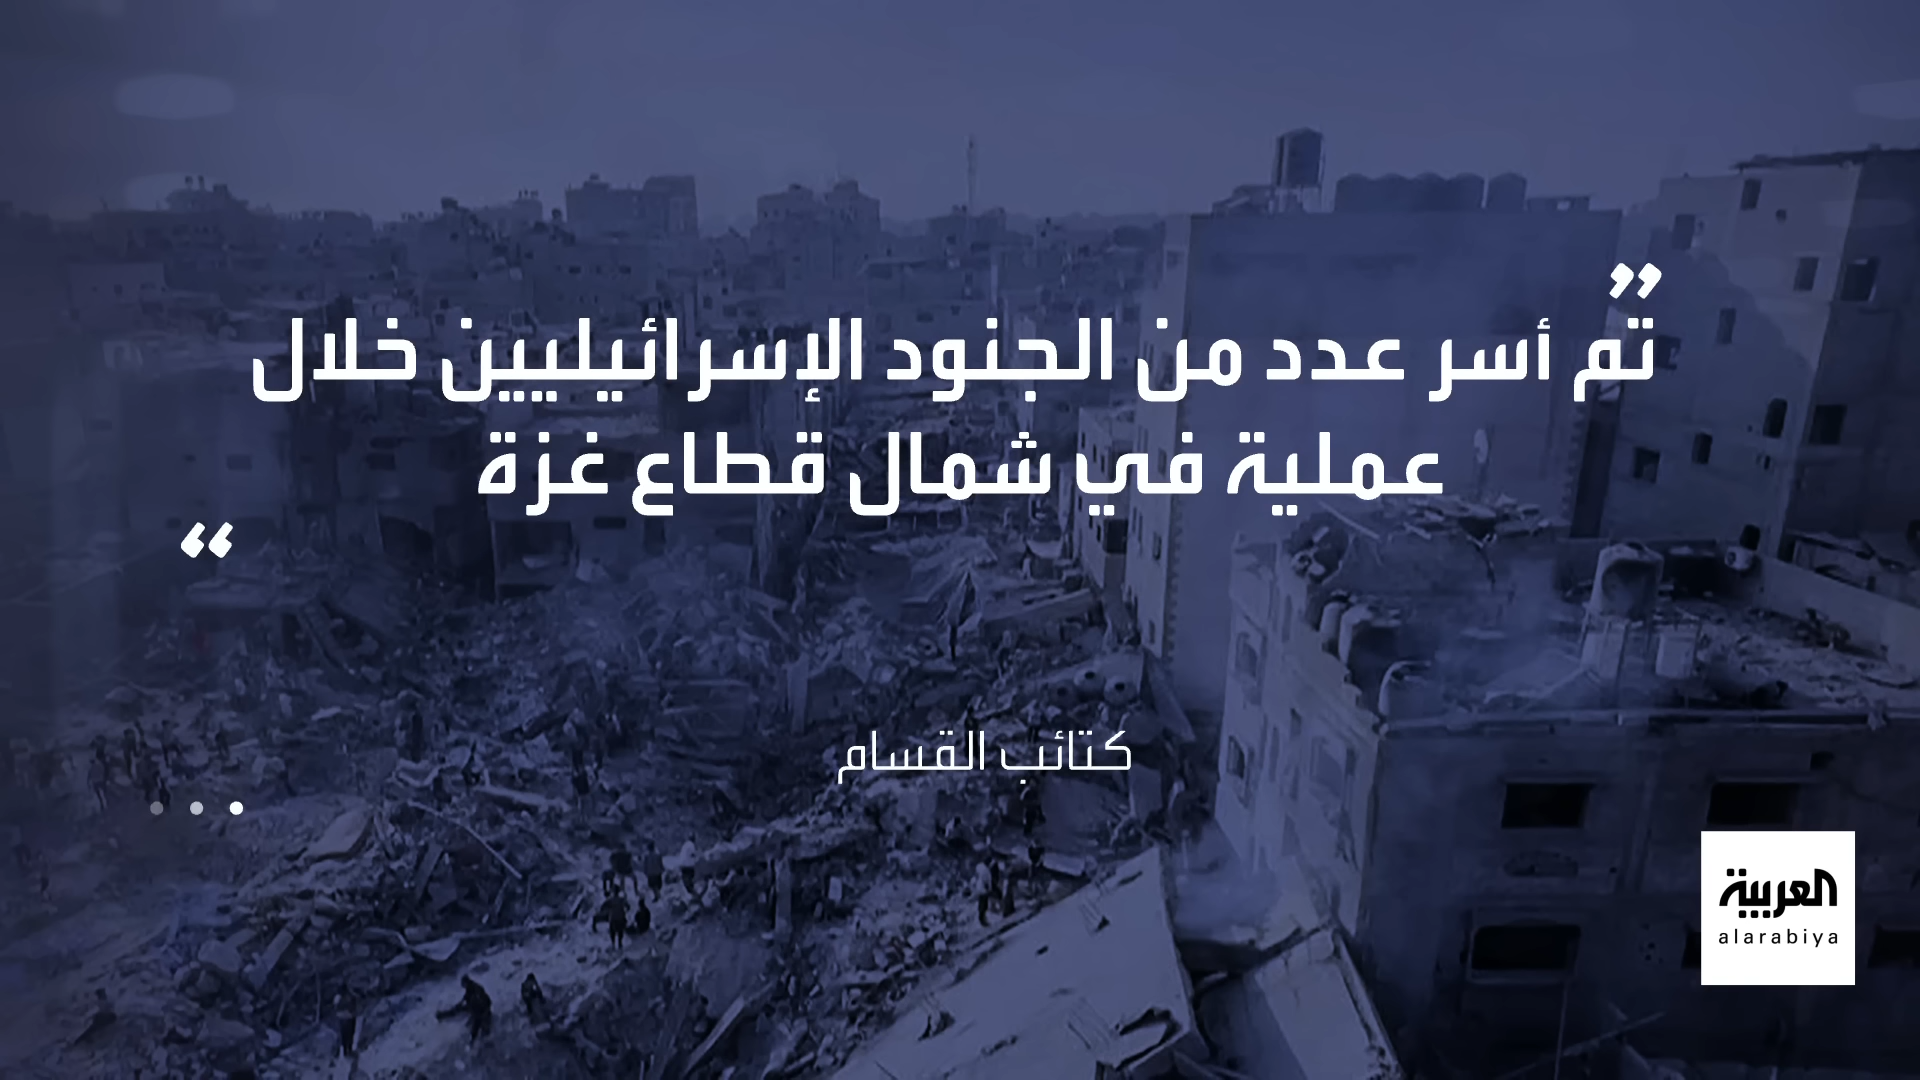 ”
تم أسر عدد من الجنود الإسرائيليين خلال
عملية في شمال قطاع غزة
“
كتائب القسام
العربية
alarabiya